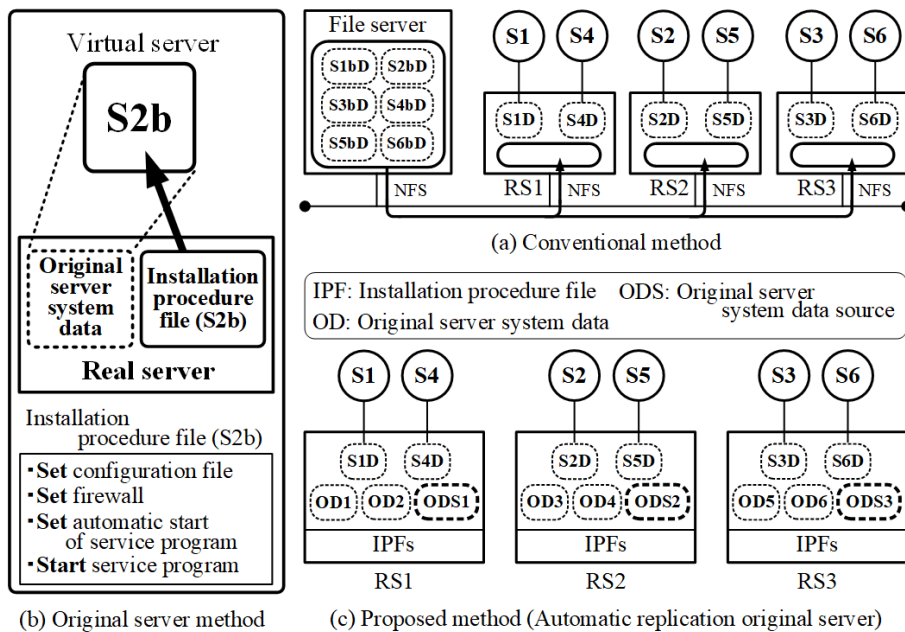 Virtual server
S2b
Original
server
system
data
Installation
procedure
file (S2b)
Real server
Installation
procedure file (S2b)
・Set configuration file
・Set firewall
・Set automatic start
of service program
・Start service program
(b) Original server method
File server
S1bD S2bD
S3bD S4bD
S5bD S6bD
NFS
S1 S4 S2 S5 S3 S6
S1D S4D S2D S5D S3D S6D
RS1 NFS RS2 NFS RS3 NFS
(a) Conventional method
IPF: Installation procedure file ODS: Original server
system data source
OD: Original server system data
S1 S4 S2 S5 S3 S6
S1D S4D S2D S5D S3D S6D
OD1 OD2 ODS1 OD3 OD4 ODS2 OD5 OD6 ODS3
IPFs IPFs IPFs
RS1 RS2 RS3
(c) Proposed method (Automatic replication original server)